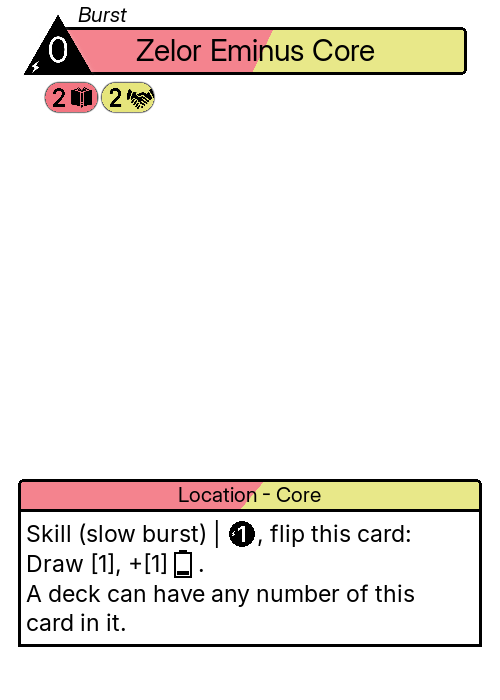 Burst
0 Zelor Eminus Core
2 2
Location - Core
Skill (slow burst) | 1, flip this card:
Draw [1], +[1] .
A deck can have any number of this
card in it.